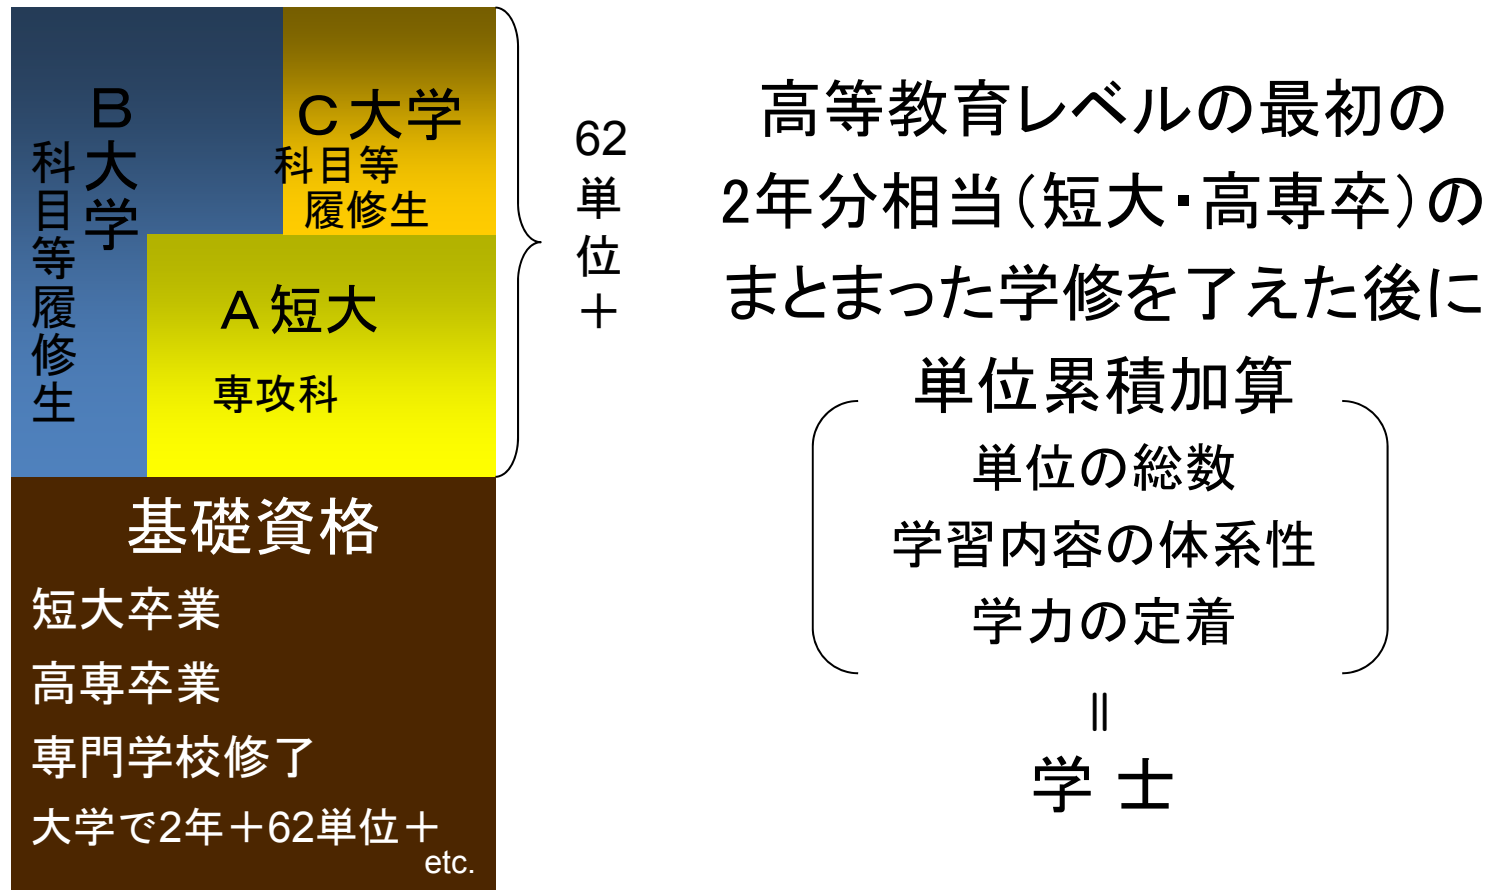 B大学
科目等履修生
C大学
科目等
履修生
A短大
専攻科
62単位＋
基礎資格
短大卒業
高専卒業
専門学校修了
大学で2年＋62単位＋
etc.
高等教育レベルの最初の
2年分相当（短大・高専卒）の
まとまった学修を了えた後に
単位累積加算
単位の総数
学習内容の体系性
学力の定着
॥
学 士